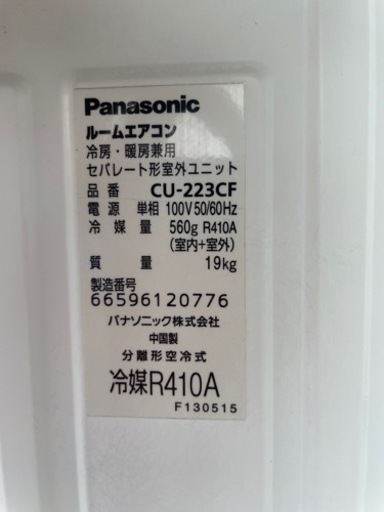 Panasonic
ルームエアコン
冷房・暖房兼用
セパレート形室外ユニット
品番 CU-223CF
電源 単相 100V 50/60Hz
冷媒量 560g R410A
(室内+室外)
質量 19kg
製造番号
66596120776
パナソニック株式会社
中国製
分離形空冷式
冷媒R410A
F130515